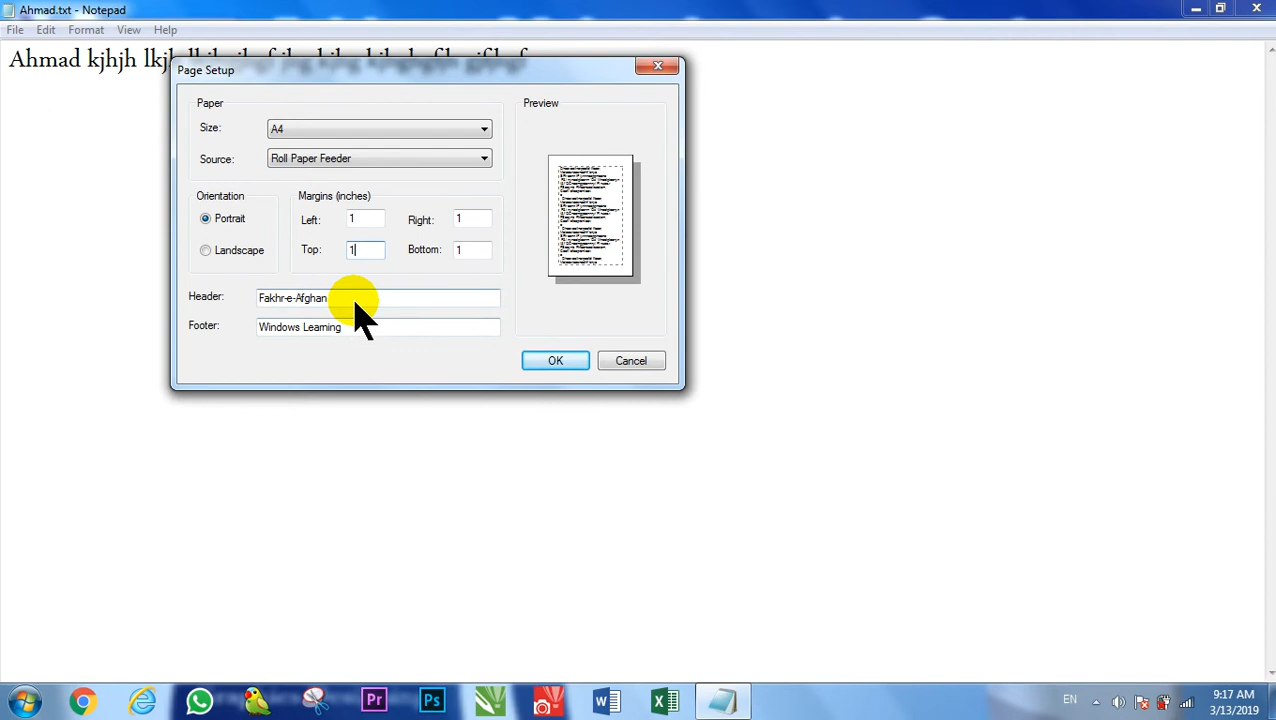 Ahmad.txt - Notepad
File Edit Format View Help
Ahmad kjhjh
Page Setup
Paper
Size: A4
Source: Roll Paper Feeder
Orientation
Portrait
Landscape
Margins (inches)
Left: 1 Right: 1
Top: 1 Bottom: 1
Header: Fakhr-e-Afghan
Footer: Windows Learning
Preview
OK Cancel
Pr Ps
EN
9:17 AM
3/13/2019